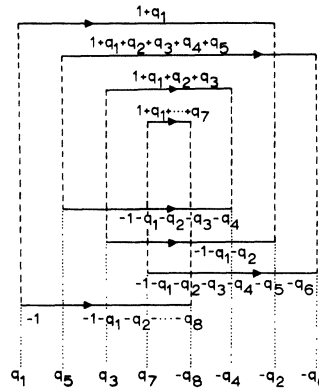 1+q₁
1+q₁+q₂+q₃+q₄+q₅
1+q₁+q₂+q₃
1+q₁+···+q₇
-1-q₁-q₂-q₃-q₄
-1-q₁-q₂
-1-q₁-q₂-q₃-q₄-q₅-q₆
-1 -1-q₁-q₂-····-q₈
q₁ q₅ q₃ q₇ -q₈ -q₄ -q₂